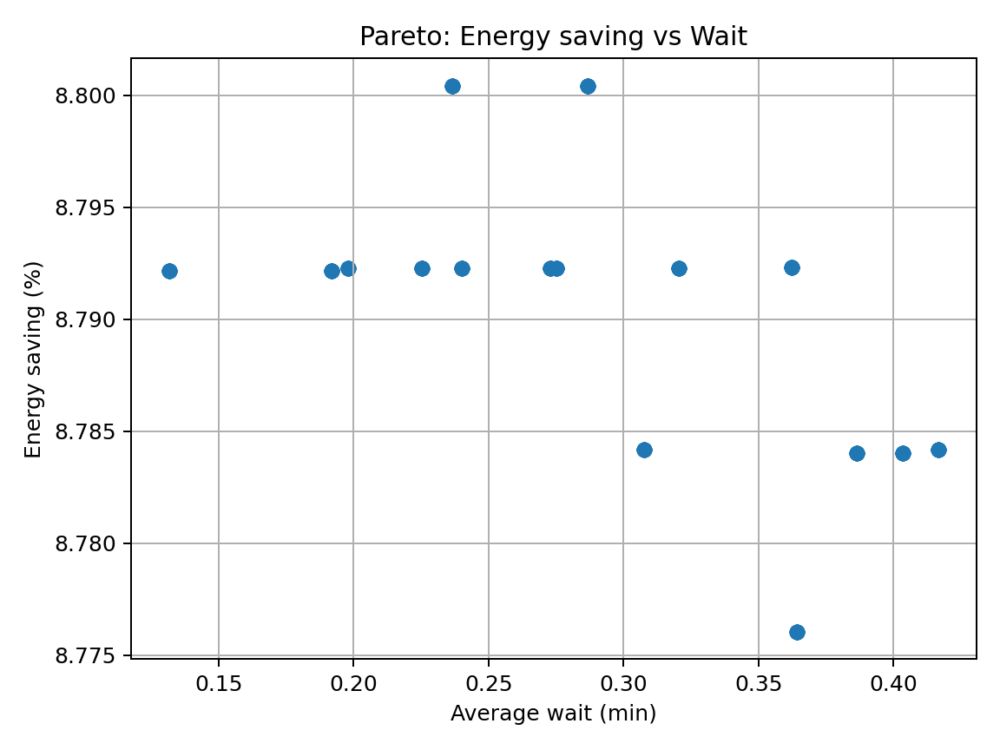 Pareto: Energy saving vs Wait
Energy saving (%)
8.800
8.795
8.790
8.785
8.780
8.775
0.15 0.20 0.25 0.30 0.35 0.40
Average wait (min)